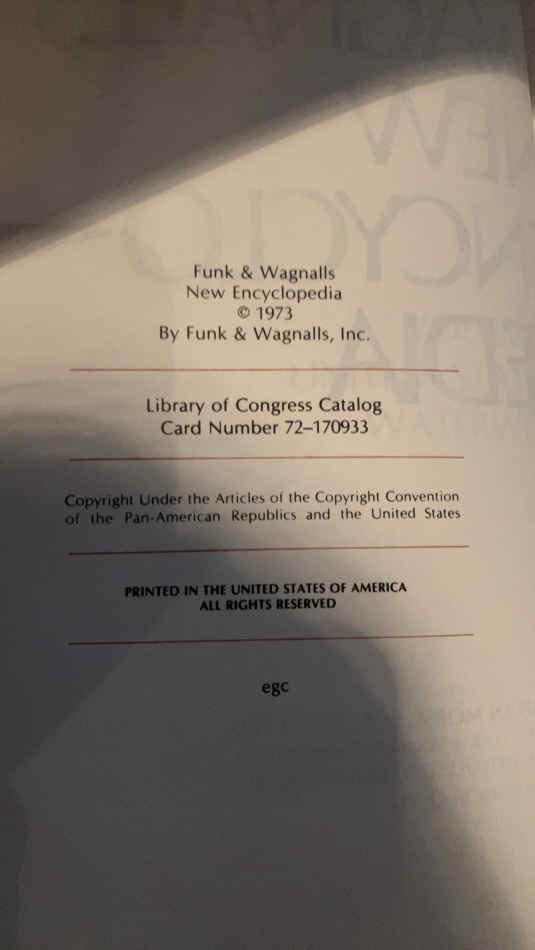 Funk & Wagnalls
New Encyclopedia
© 1973
By Funk & Wagnalls, Inc.
Library of Congress Catalog
Card Number 72–170933
Copyright Under the Articles of the Copyright Convention
of the Pan-American Republics and the United States
PRINTED IN THE UNITED STATES OF AMERICA
ALL RIGHTS RESERVED
egc